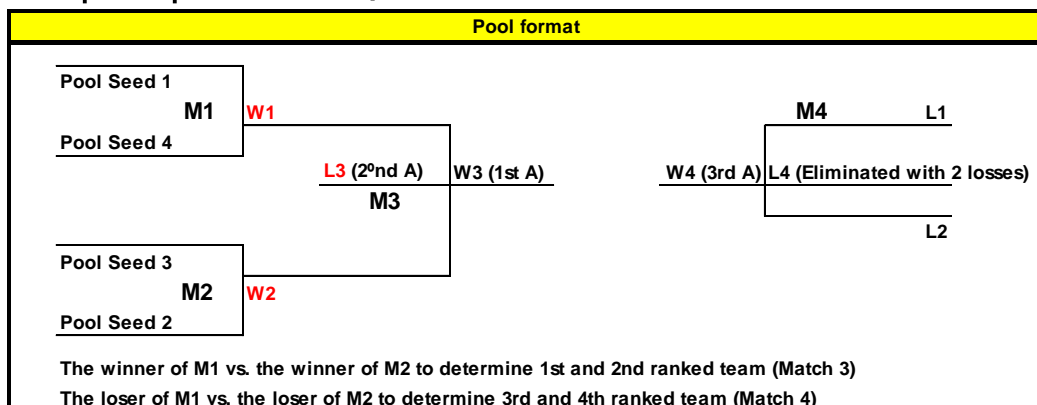 Pool format
Pool Seed 1
M1
W1
Pool Seed 4
L3 (2ºnd A)
W3 (1st A)
M3
Pool Seed 3
M2
W2
Pool Seed 2
M4
L1
W4 (3rd A)
L4 (Eliminated with 2 losses)
L2
The winner of M1 vs. the winner of M2 to determine 1st and 2nd ranked team (Match 3)
The loser of M1 vs. the loser of M2 to determine 3rd and 4th ranked team (Match 4)